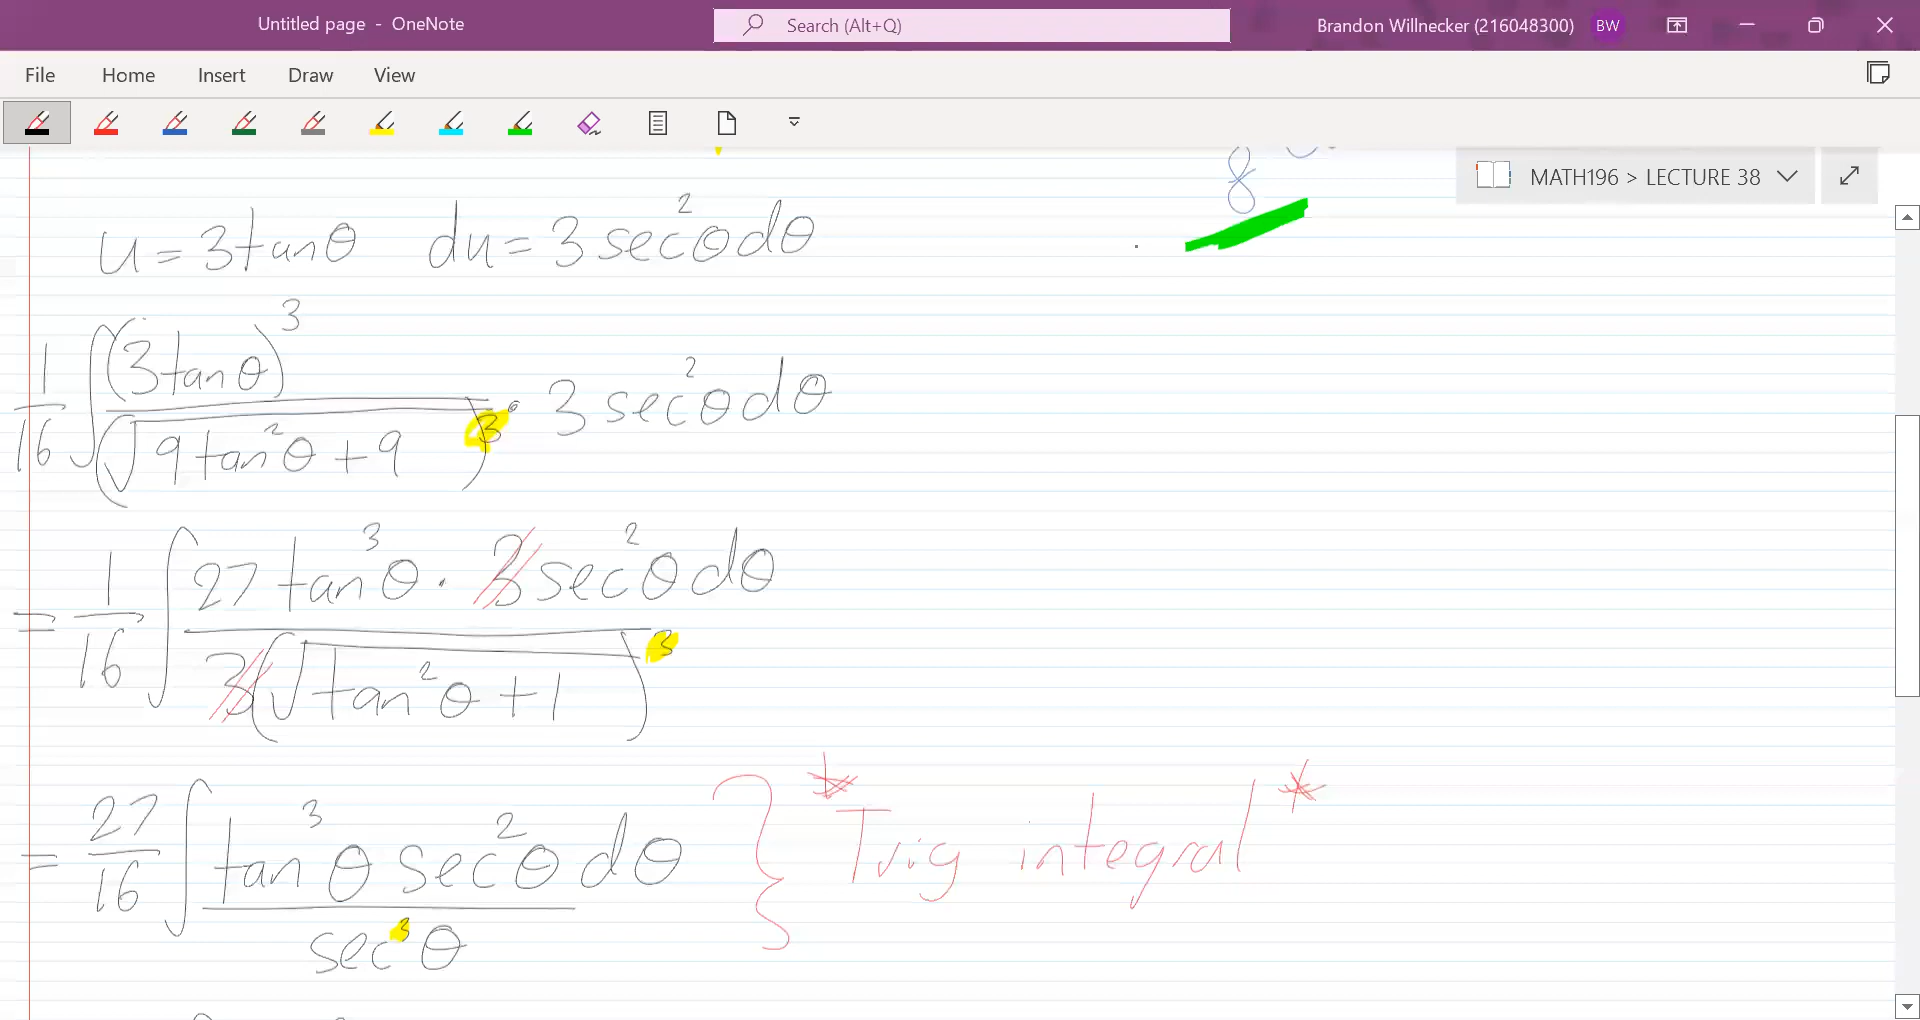 Untitled page - OneNote
Search (Alt+Q)
Brandon Willnecker (216048300) BW
File Home Insert Draw View
MATH196 > LECTURE 38
8
u = 3tanθ du = 3sec²θdθ
1/16 ∫ (3tanθ)³/(√(9tan²θ+9))³ · 3sec²θdθ
= 1/16 ∫ 27tan³θ · 3sec²θdθ/3(√(tan²θ+1))³
= 27/16 ∫ tan³θ sec²θdθ/sec³θ } *Trig integral*